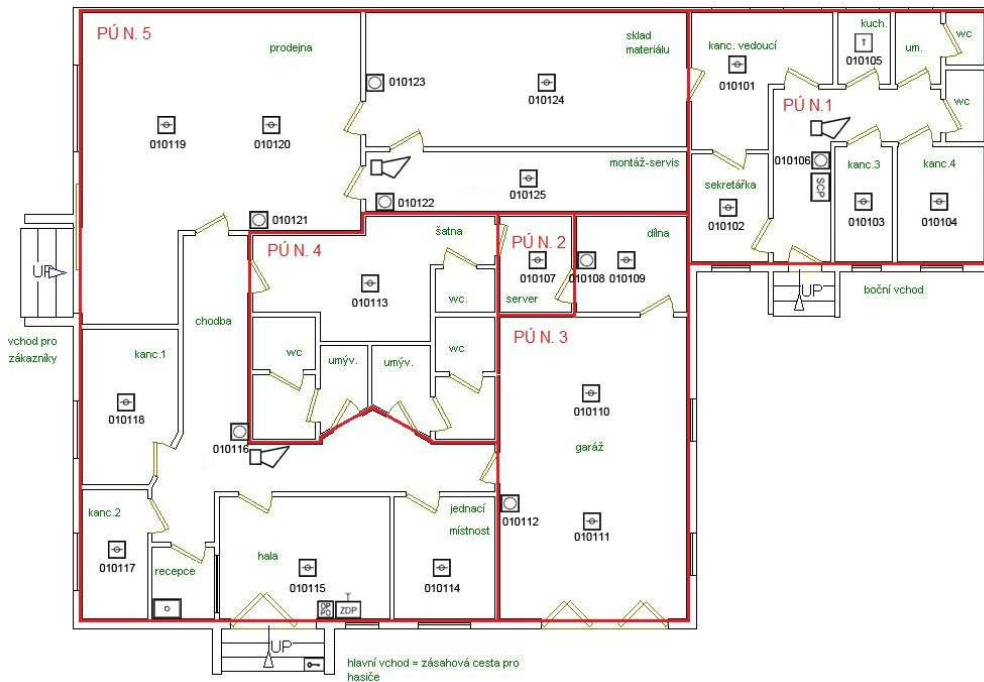 PÚ N. 5
prodejna
sklad
materiálu
kanc. vedoucí
kuch.
um.
wc
010123
010124
010101
010105
PÚ N.1
wc
010119
010120
montáž-servis
010106
kanc.3
kanc.4
SCP
010125
sekretářka
010122
010102
010103
010104
010121
PÚ N. 4
šatna
PÚ N. 2
dílna
UP
010113
010107
010108
010109
UP
boční vchod
wc.
server
chodba
vchod pro
zákazníky
PÚ N. 3
kanc.1
wc
umýv.
umýv.
wc
010118
010110
010116
garáž
kanc.2
jednací
místnost
010112
010117
recepce
hala
010115
010114
010111
OP
PO
ZDP
UP
hlavní vchod = zásahová cesta pro
hasiče